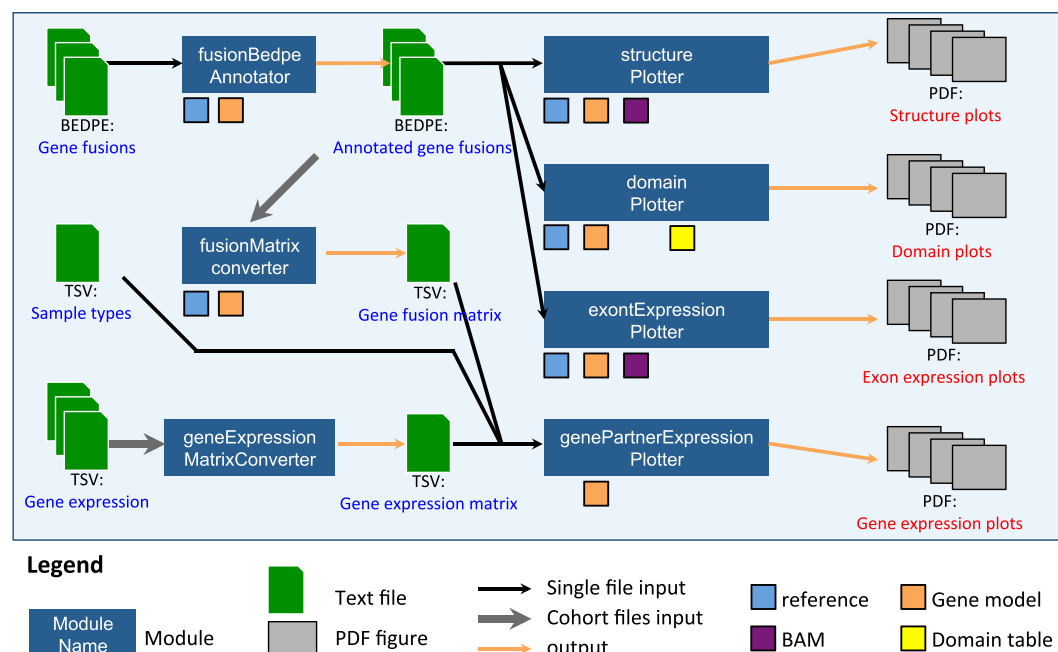 fusionBedpe
Annotator
structure
Plotter
BEDPE:
Gene fusions
BEDPE:
Annotated gene fusions
PDF:
Structure plots
domain
Plotter
fusionMatrix
converter
PDF:
Domain plots
TSV:
Sample types
TSV:
Gene fusion matrix
exontExpression
Plotter
PDF:
Exon expression plots
geneExpression
MatrixConverter
genePartnerExpression
Plotter
TSV:
Gene expression
TSV:
Gene expression matrix
PDF:
Gene expression plots
Legend
Module
Name
Module
Text file
PDF figure
Single file input
Cohort files input
output
reference
Gene model
BAM
Domain table